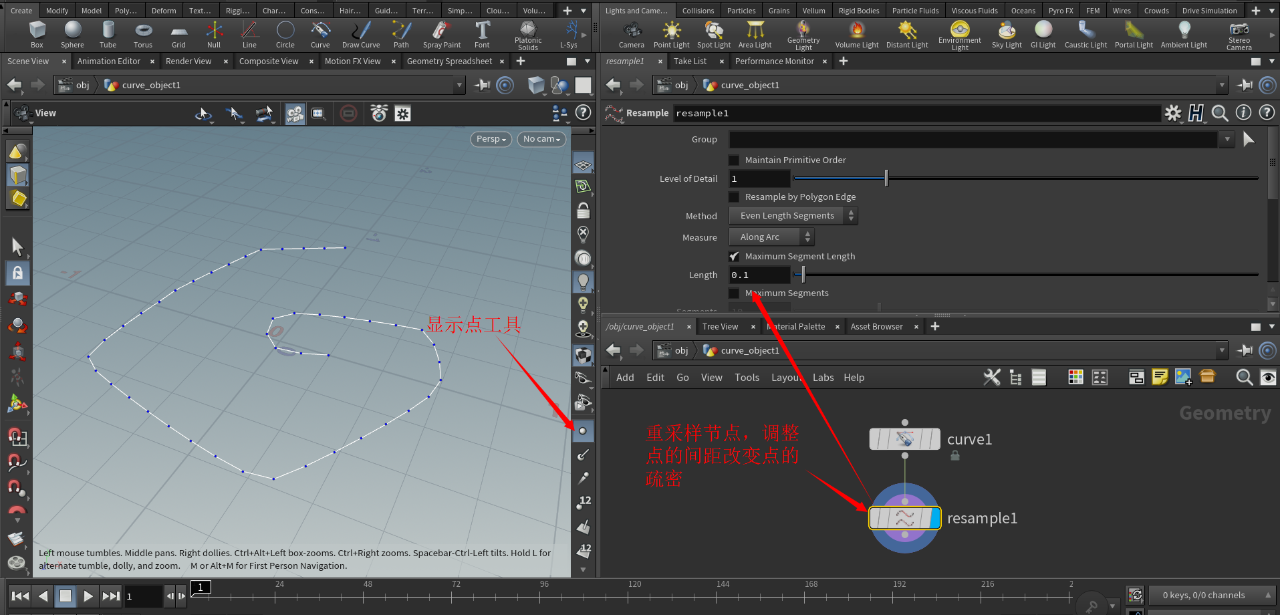 Create Modify Model Poly... Deform Text... Riggi... Char... Cons... Hair... Guid... Terr... Simp... Clou... Volu...
Lights and Came... Collisions Particles Grains Vellum Rigid Bodies Particle Fluids Viscous Fluids Oceans Pyro FX FEM Wires Crowds Drive Simulation
Box Sphere Tube Torus Grid Null Line Circle Curve Draw Curve Path Spray Paint Font Platonic Solids L-Sys
Camera Point Light Spot Light Area Light Geometry Light Volume Light Distant Light Environment Light Sky Light GI Light Caustic Light Portal Light Ambient Light Stereo Camera
Scene View Animation Editor Render View Composite View Motion FX View Geometry Spreadsheet
resample1 Take List Performance Monitor
obj curve_object1
obj curve_object1
View
Resample resample1
Persp No cam
Group
Maintain Primitive Order
Level of Detail 1
Resample by Polygon Edge
Method Even Length Segments
Measure Along Arc
Maximum Segment Length
Length 0.1
Maximum Segments
显示点工具
/obj/curve_object1 Tree View Material Palette Asset Browser
obj curve_object1
Add Edit Go View Tools Layout Labs Help
Geometry
重采样节点，调整
点的间距改变点的
疏密
curve1
resample1
12
12
Left mouse tumbles. Middle pans. Right dollies. Ctrl+Alt+Left box-zooms. Ctrl+Right zooms. Spacebar-Ctrl-Left tilts. Hold L for
alternate tumble, dolly, and zoom. M or Alt+M for First Person Navigation.
1 1 24 48 72 96 120 144 168 192 216 2
0 keys, 0/0 channels